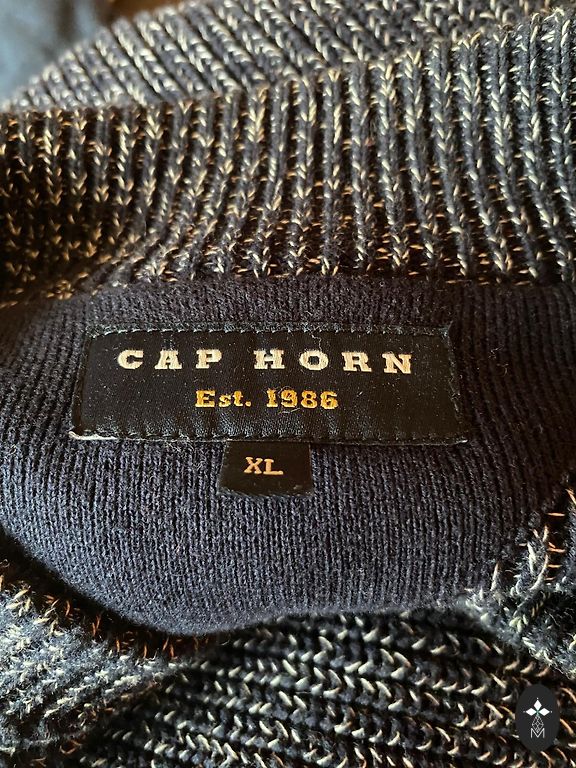 CAP HORN
Est. 1986
XL